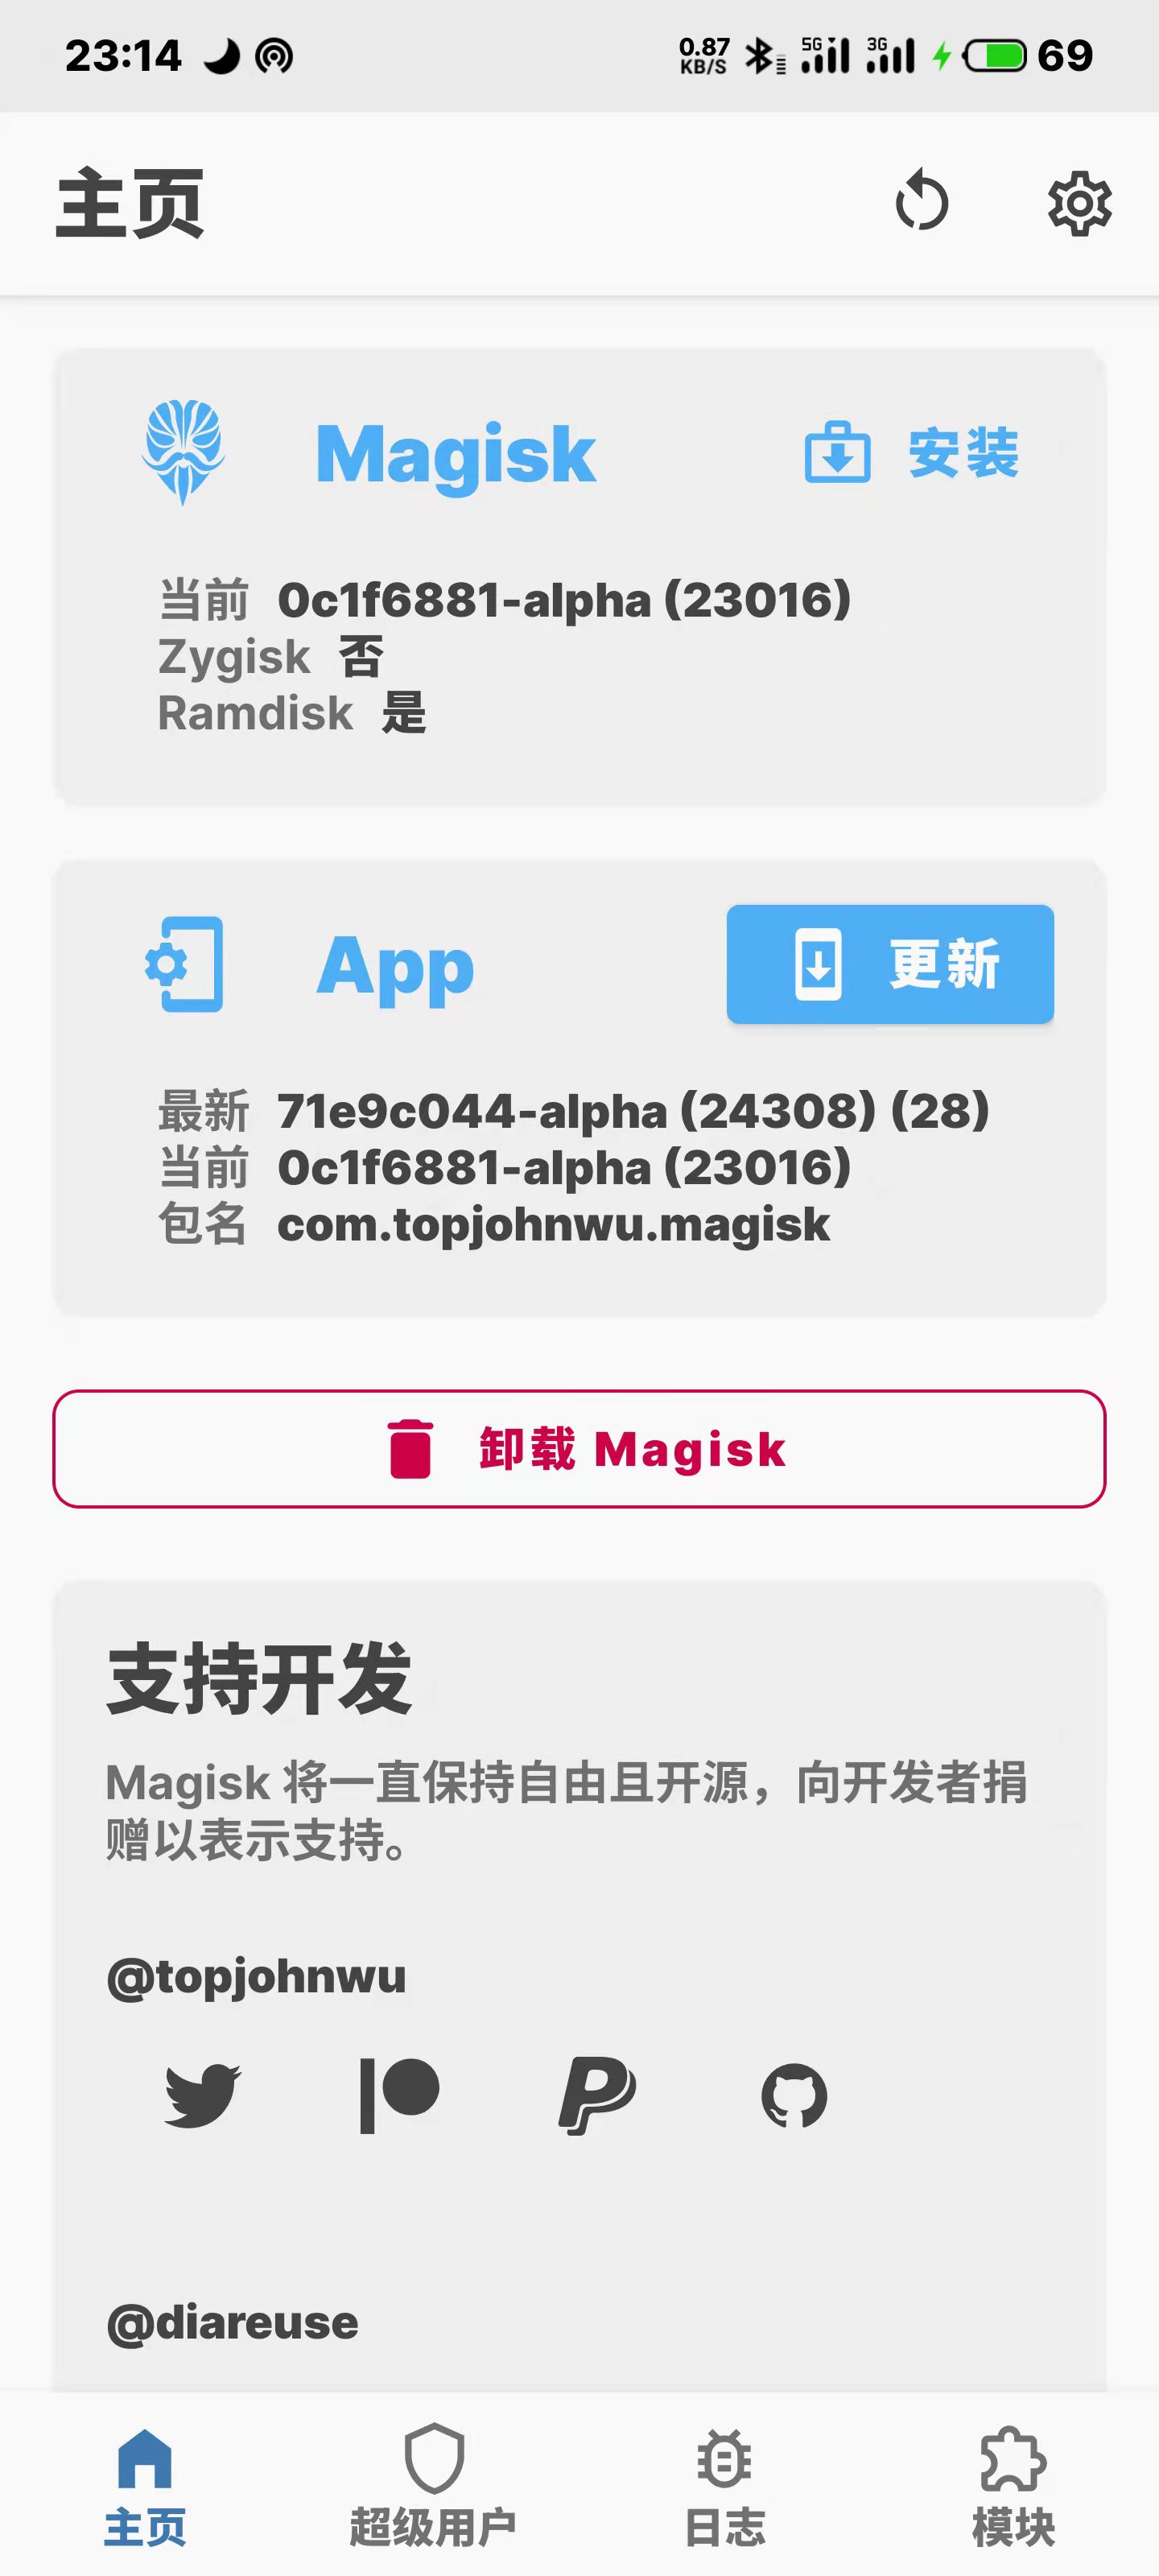 23:14 0.87 KB/S 5G 3G 69
主页
Magisk 安装
当前 0c1f6881-alpha (23016)
Zygisk 否
Ramdisk 是
App 更新
最新 71e9c044-alpha (24308) (28)
当前 0c1f6881-alpha (23016)
包名 com.topjohnwu.magisk
卸载 Magisk
支持开发
Magisk 将一直保持自由且开源，向开发者捐
赠以表示支持。
@topjohnwu
@diareuse
主页 超级用户 日志 模块